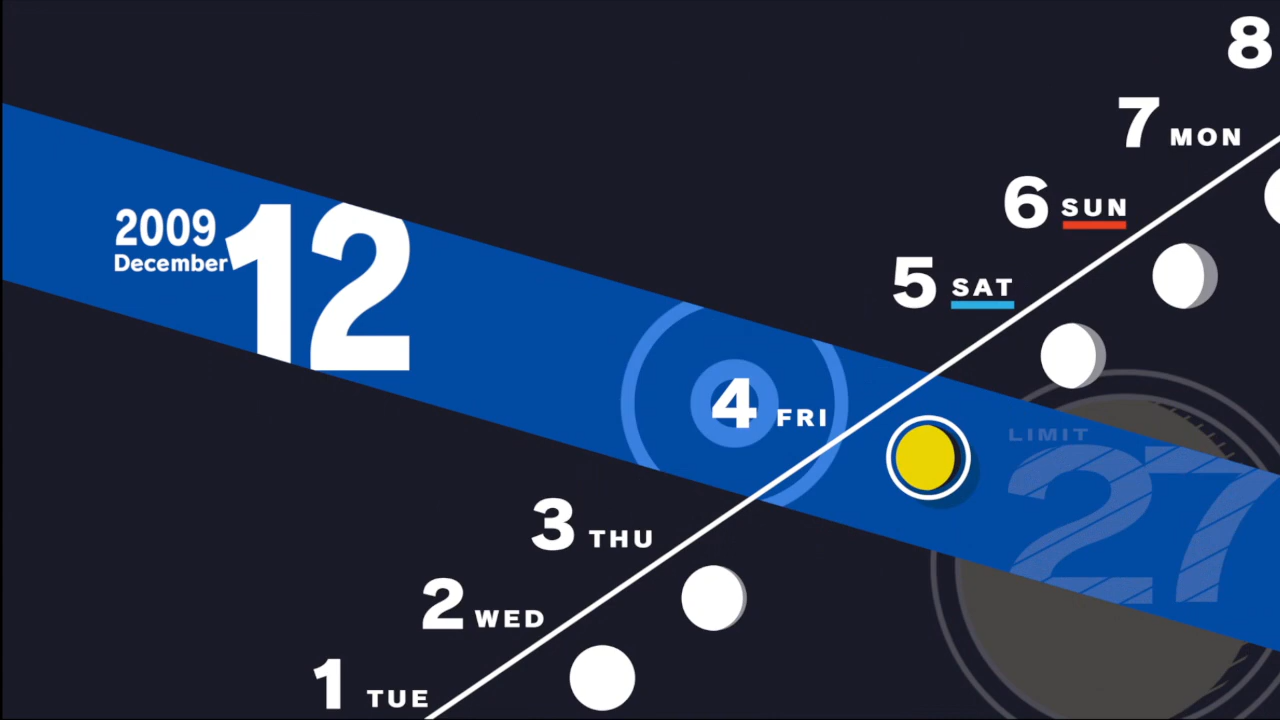 8
7 MON
6 SUN
5 SAT
2009
December
12
4 FRI
LIMIT
27
3 THU
2 WED
1 TUE